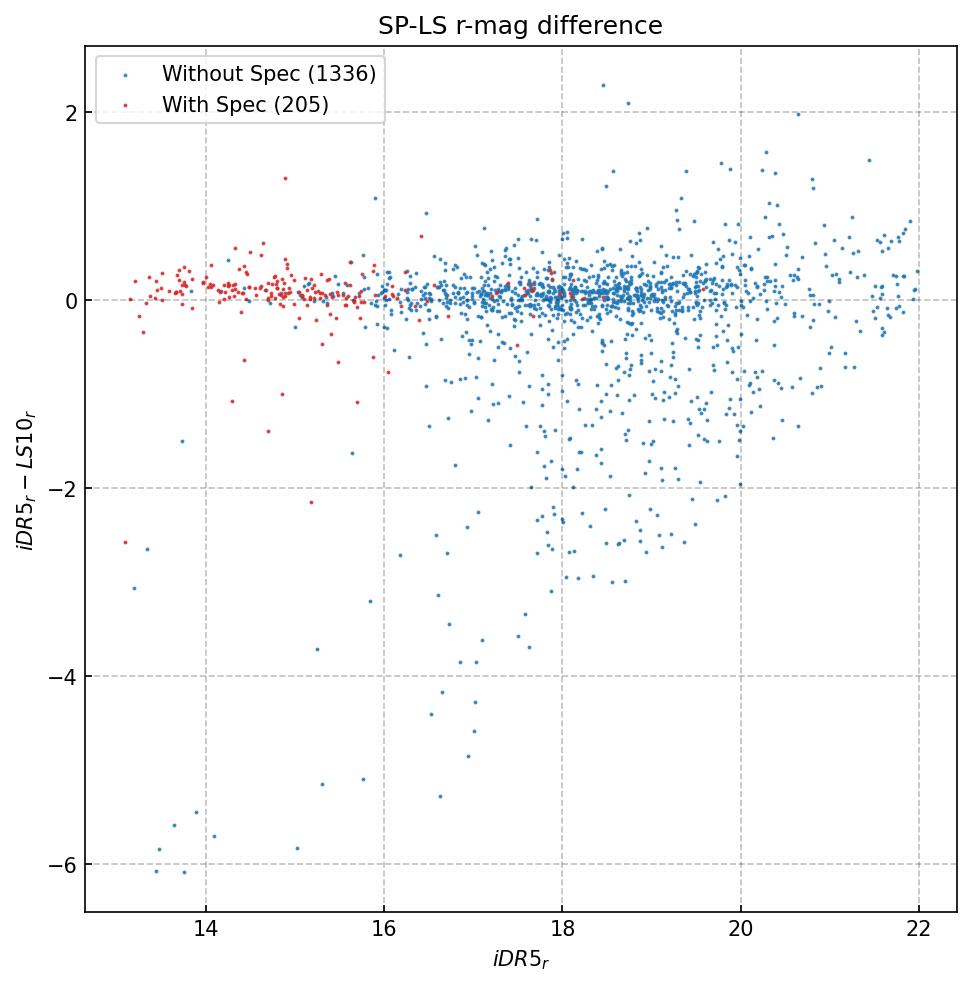 SP-LS r-mag difference
Without Spec (1336)
With Spec (205)
2
0
−2
−4
−6
iDR5r − LS10r
14 16 18 20 22
iDR5r